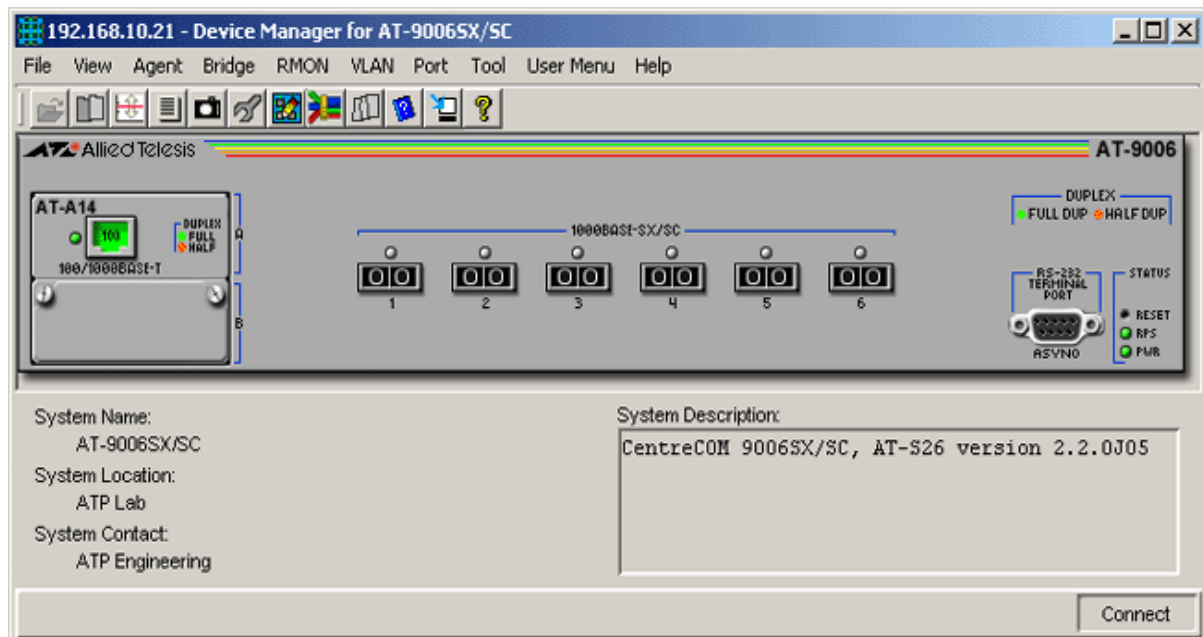 192.168.10.21 - Device Manager for AT-9006SX/SC
File View Agent Bridge RMON VLAN Port Tool User Menu Help
Allied Telesis
AT-9006
AT-A14
100
DUPLEX
FULL
HALF
100/1000BASE-T
A
B
1000BASE-SX/SC
1 2 3 4 5 6
DUPLEX
FULL DUP HALF DUP
RS-232
TERMINAL
PORT
ASYNC
STATUS
RESET
RPS
PWR
System Name:
AT-9006SX/SC
System Location:
ATP Lab
System Contact:
ATP Engineering
System Description:
CentreCOM 9006SX/SC, AT-S26 version 2.2.0J05
Connect